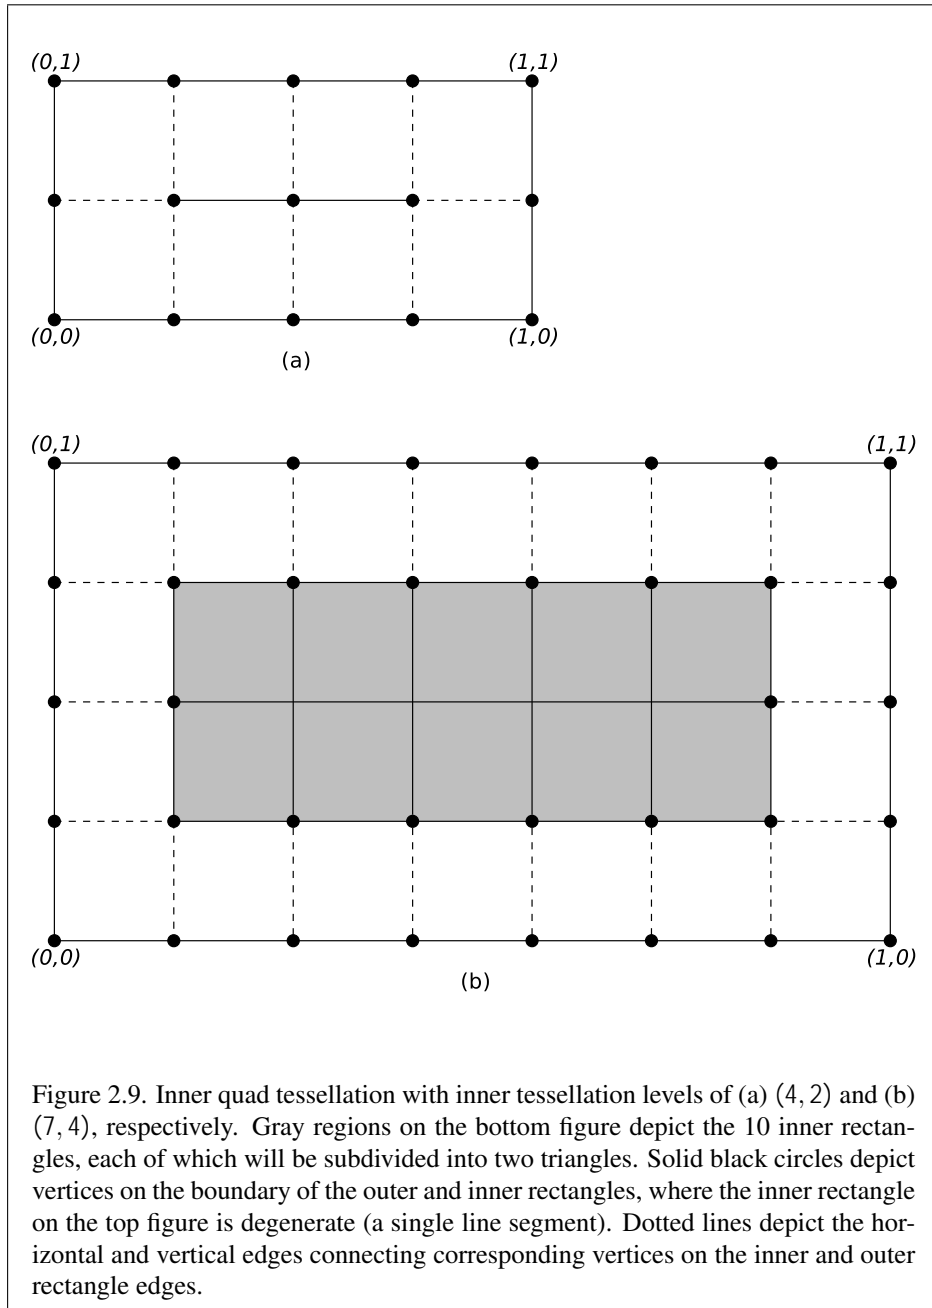 (0,1) (1,1)
(0,0) (1,0)
(a)
(0,1) (1,1)
(0,0) (1,0)
(b)
Figure 2.9. Inner quad tessellation with inner tessellation levels of (a) (4, 2) and (b)
(7, 4), respectively. Gray regions on the bottom figure depict the 10 inner rectan-
gles, each of which will be subdivided into two triangles. Solid black circles depict
vertices on the boundary of the outer and inner rectangles, where the inner rectangle
on the top figure is degenerate (a single line segment). Dotted lines depict the hor-
izontal and vertical edges connecting corresponding vertices on the inner and outer
rectangle edges.